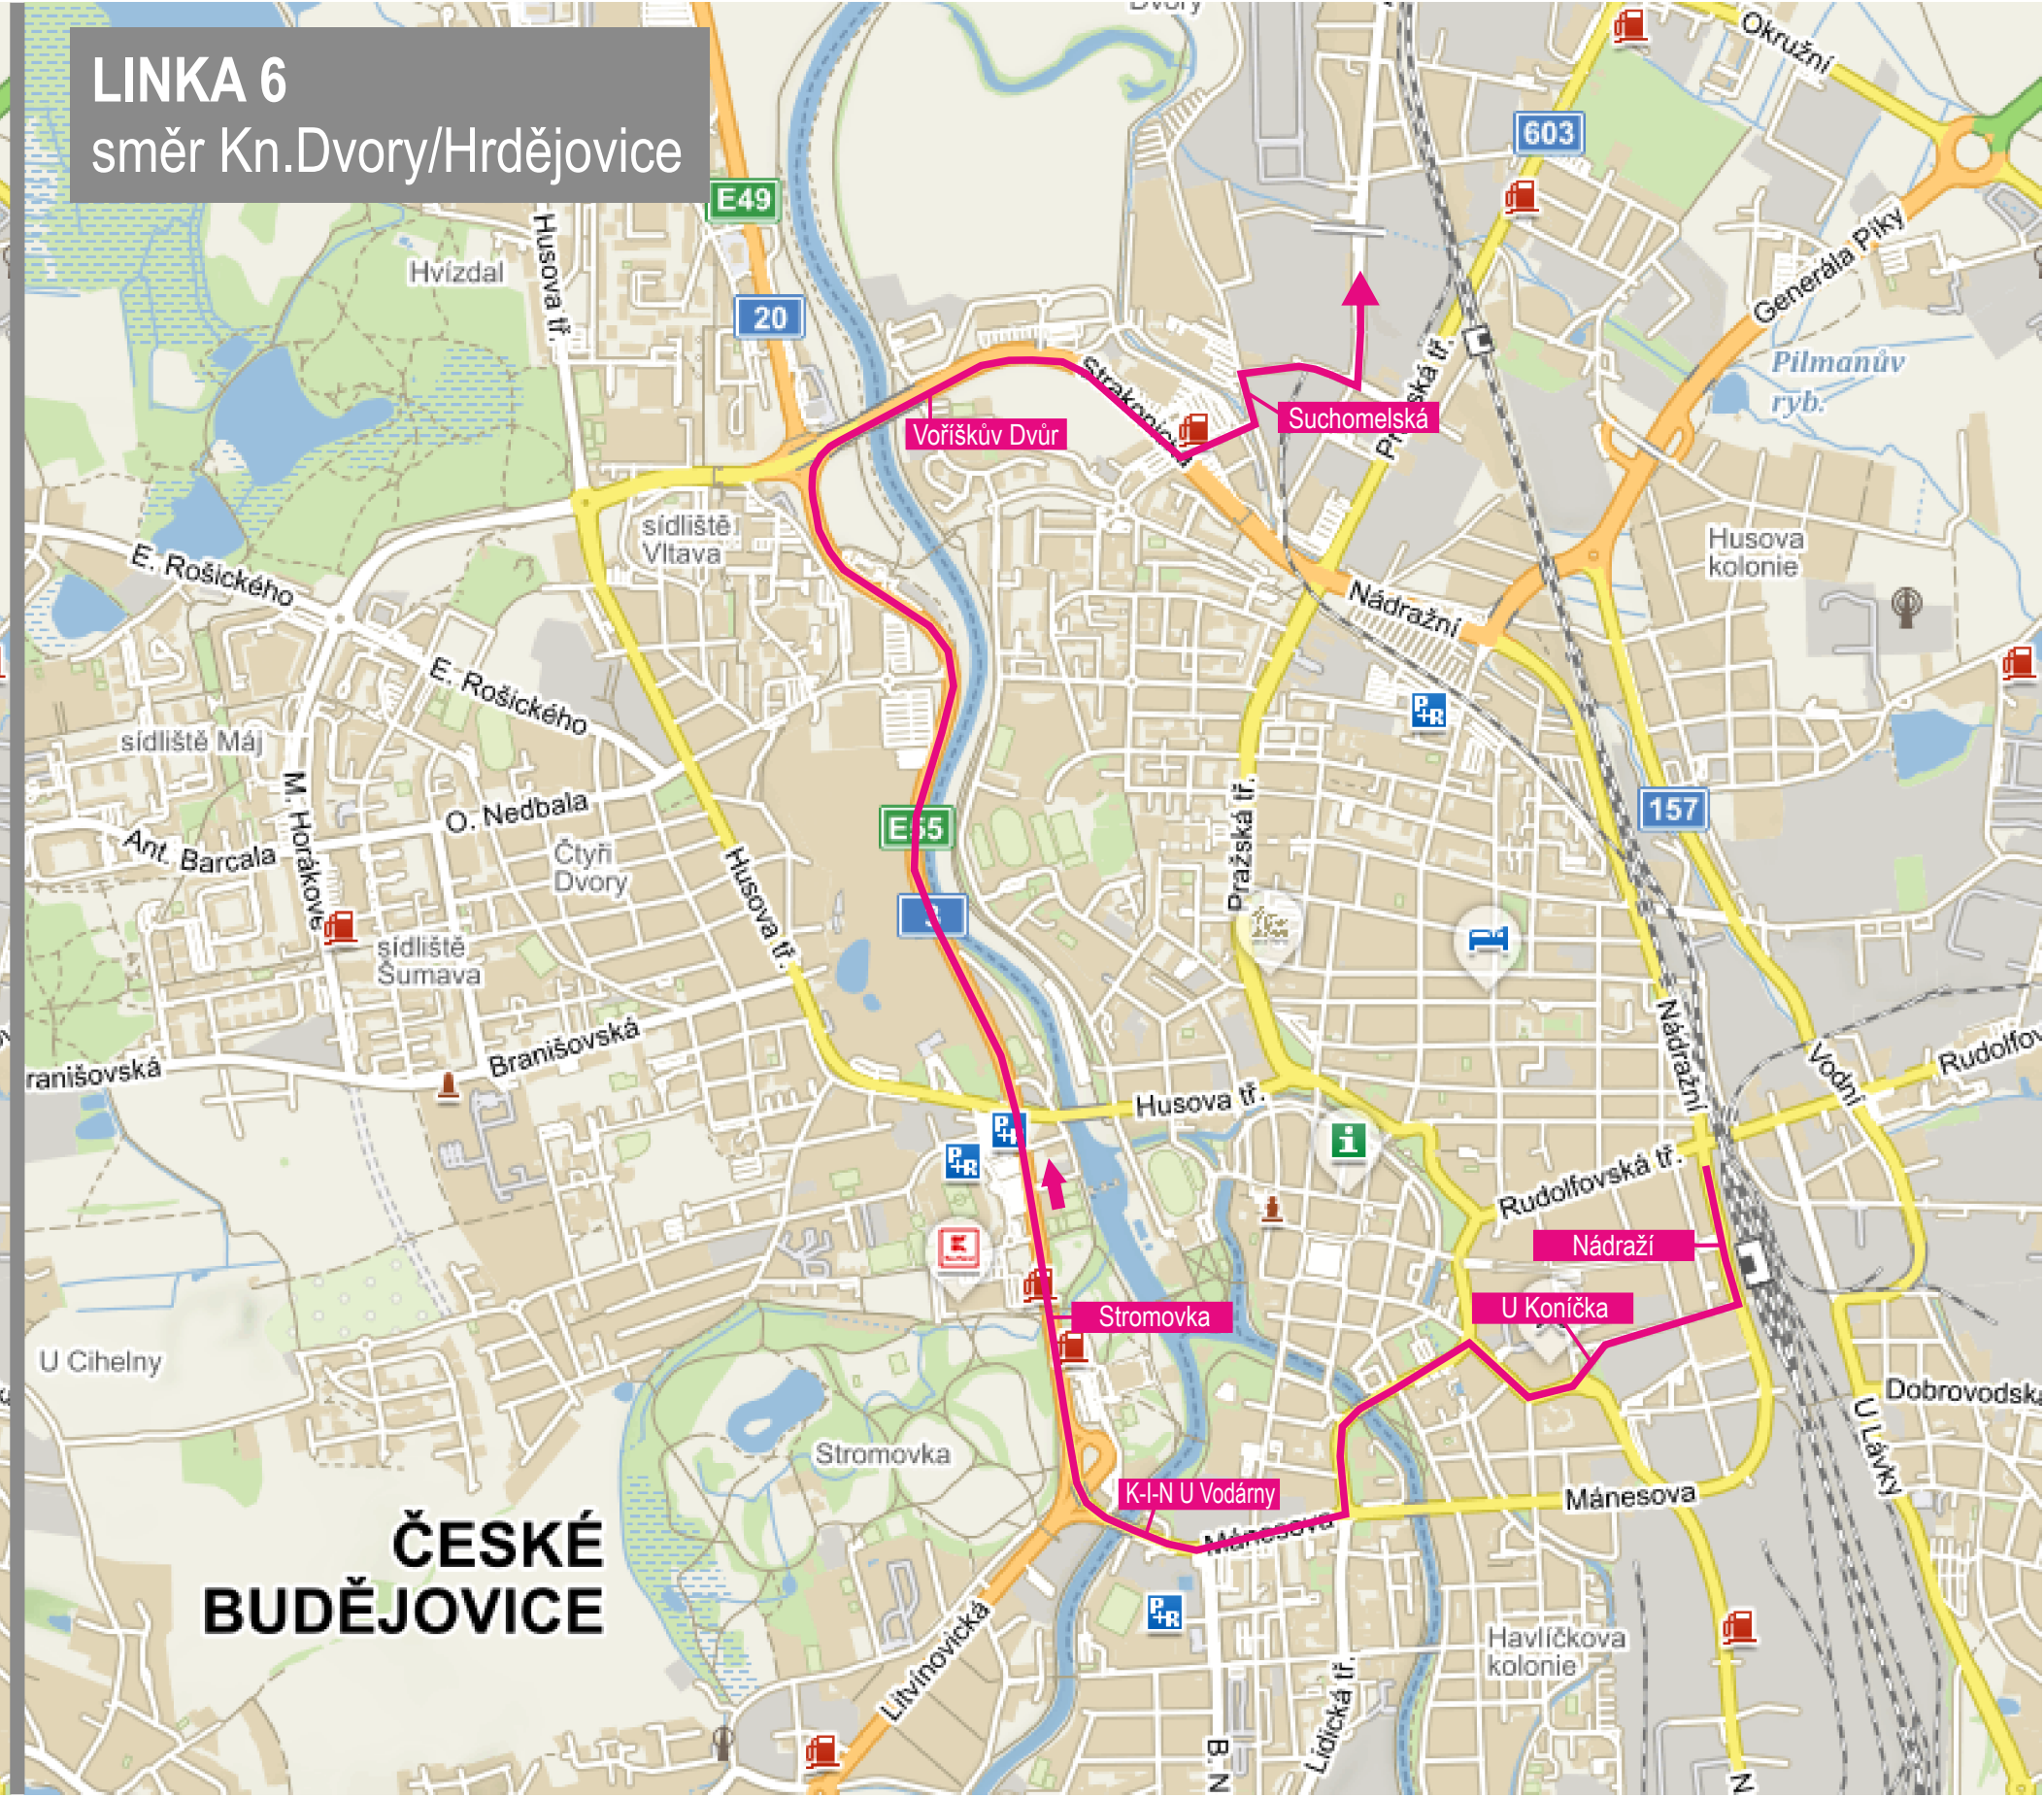 LINKA 6
směr Kn.Dvory/Hrdějovice
Dvory
Okružní
603
E49
Husova tř.
Hvízdal
20
Generála Píky
Pilmanův
ryb.
Strakonická
Suchomelská
Voříškův Dvůr
Pražská tř.
sídliště
Vltava
Husova
kolonie
E. Rošického
Nádražní
E. Rošického
P+R
sídliště Máj
M. Horákové
O. Nedbala
E55
157
Ant. Barcala
Čtyři
Dvory
Husova tř.
Pražská tř.
sídliště
Šumava
Nádražní
Branišovská
ranišovská
Vodní
Rudolfov
Husova tř.
P+R
P+R
i
Rudolfovská tř.
Nádraží
K
U Koníčka
Stromovka
U Cihelny
Dobrovodsk
U Lávky
Stromovka
K-I-N U Vodárny
Mánesova
Mánesova
ČESKÉ
BUDĚJOVICE
P+R
Litvínovická
Havlíčkova
kolonie
Lidická tř.
B. N
N